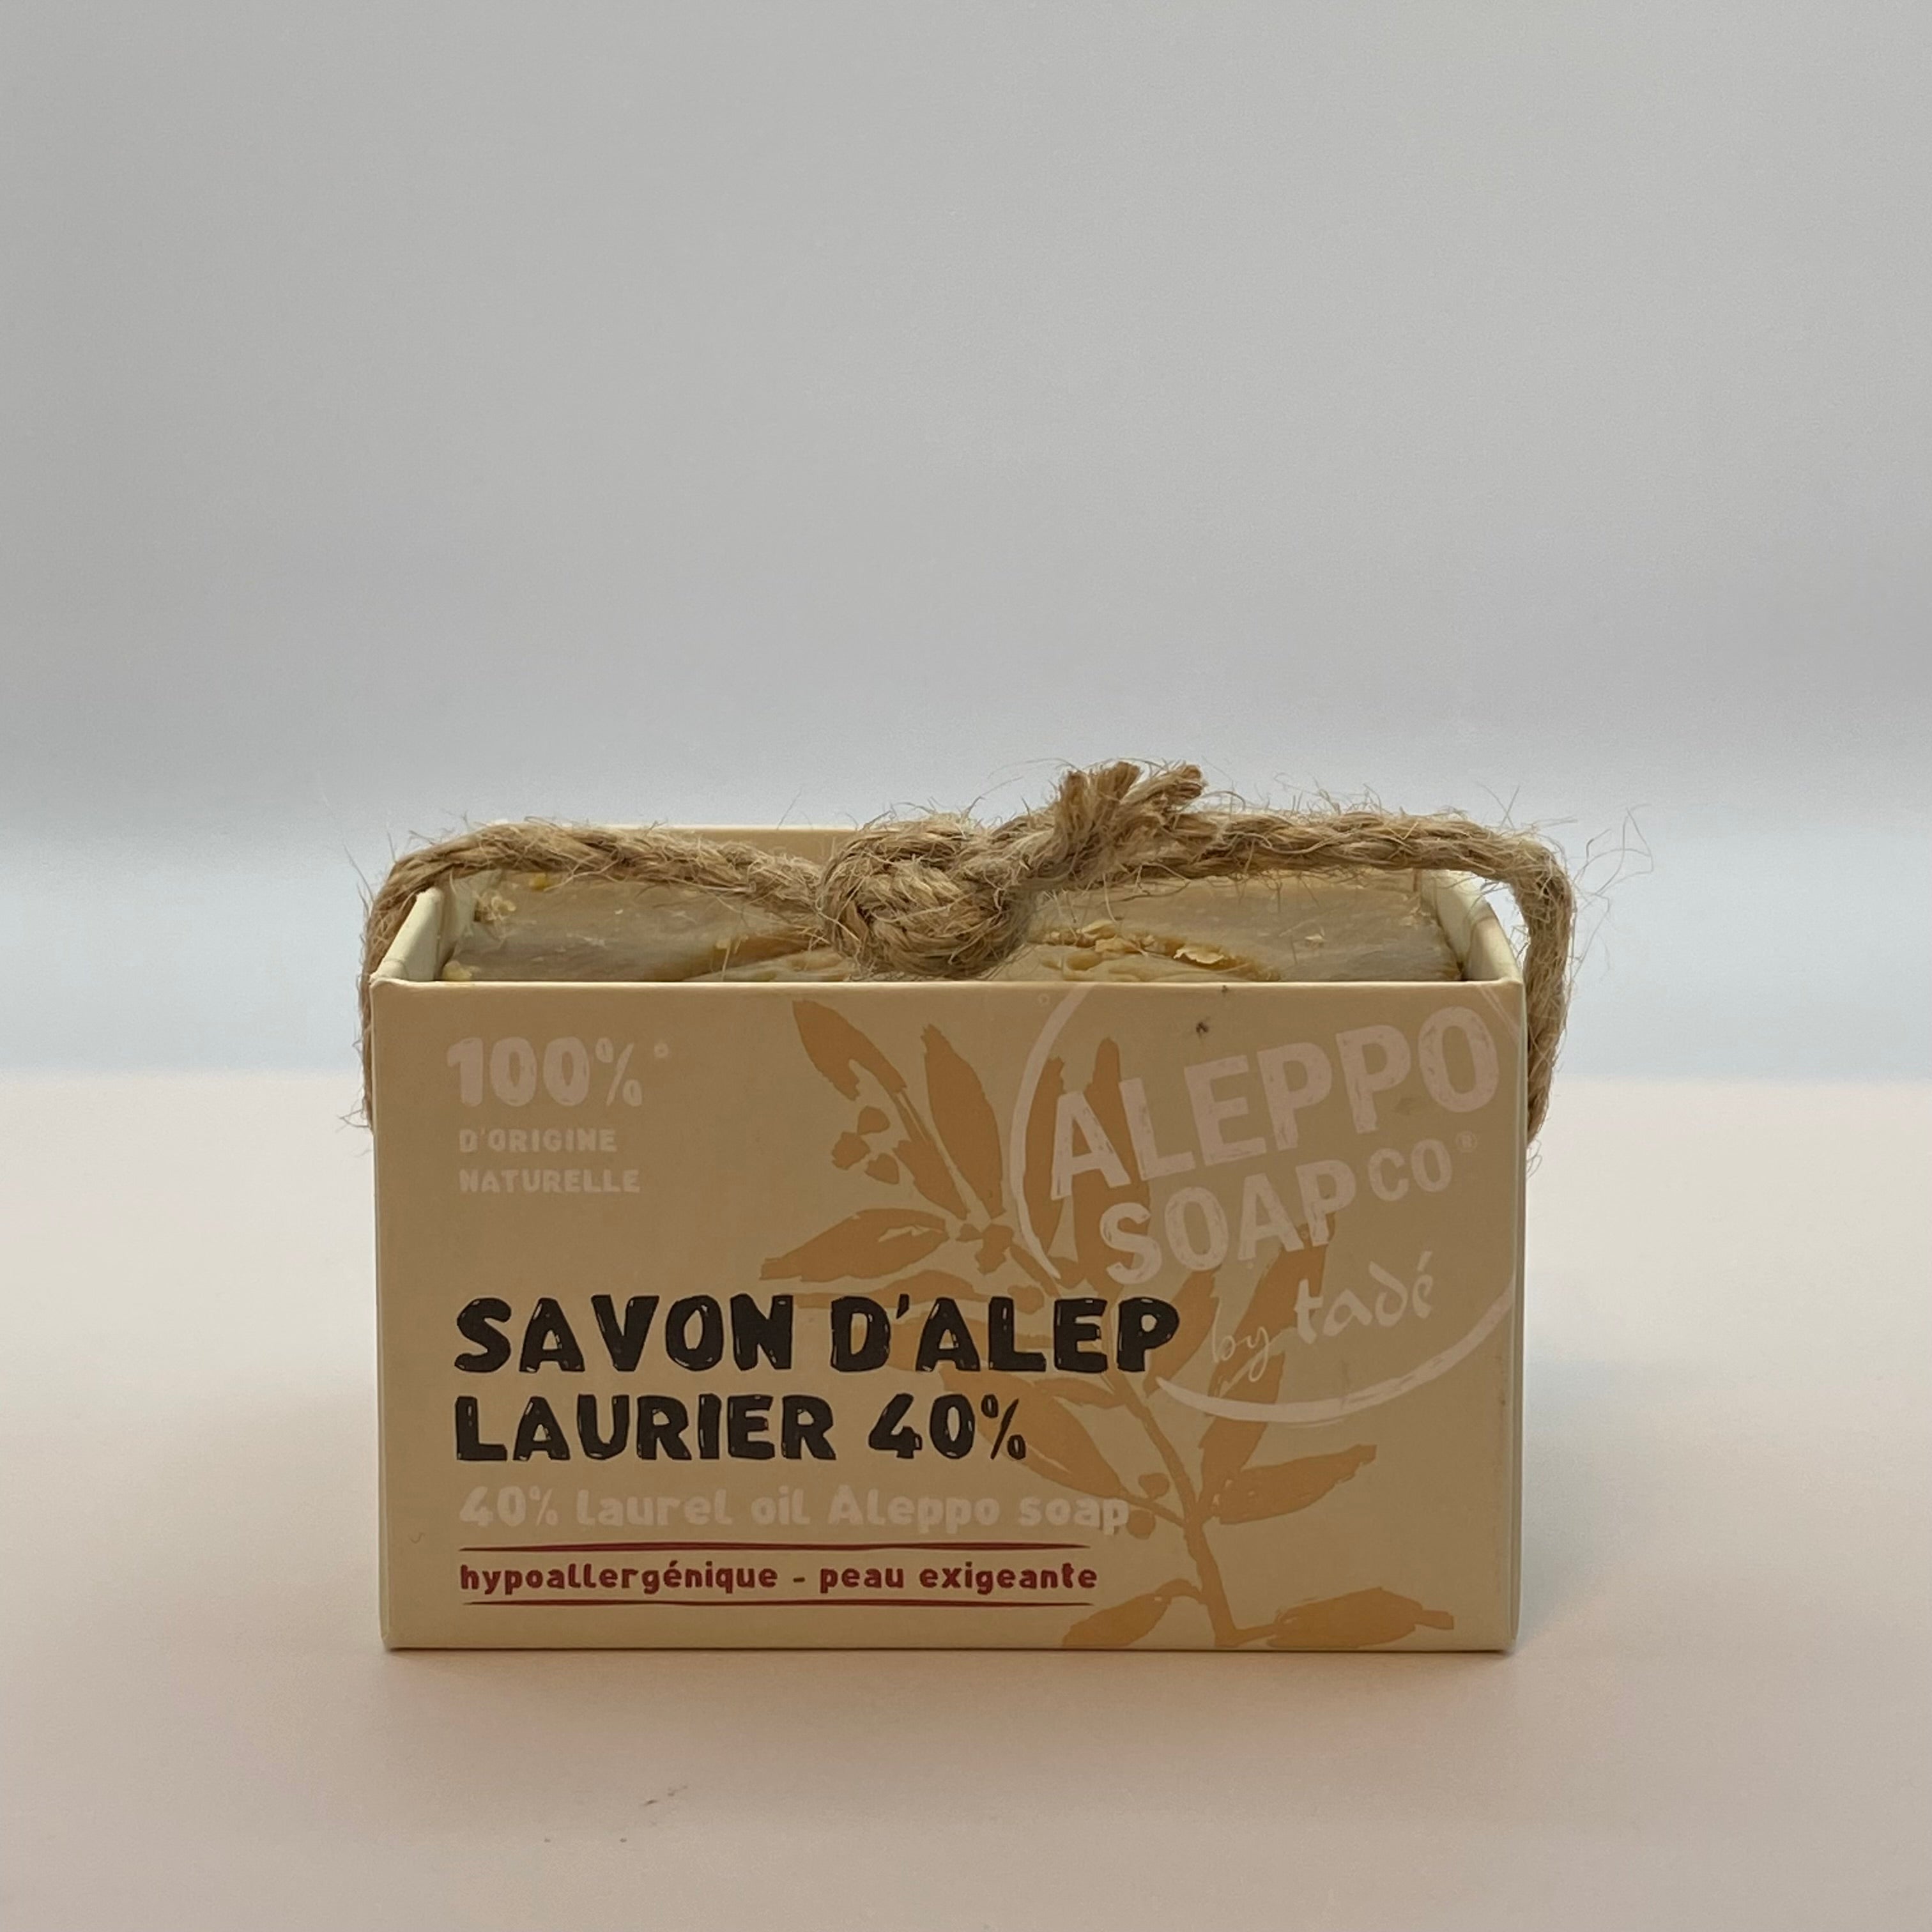 100%*
D'ORIGINE
NATURELLE
ALEPPO
SOAP CO®
by tadé
SAVON D'ALEP
LAURIER 40%
40% laurel oil Aleppo soap
hypoallergénique - peau exigeante